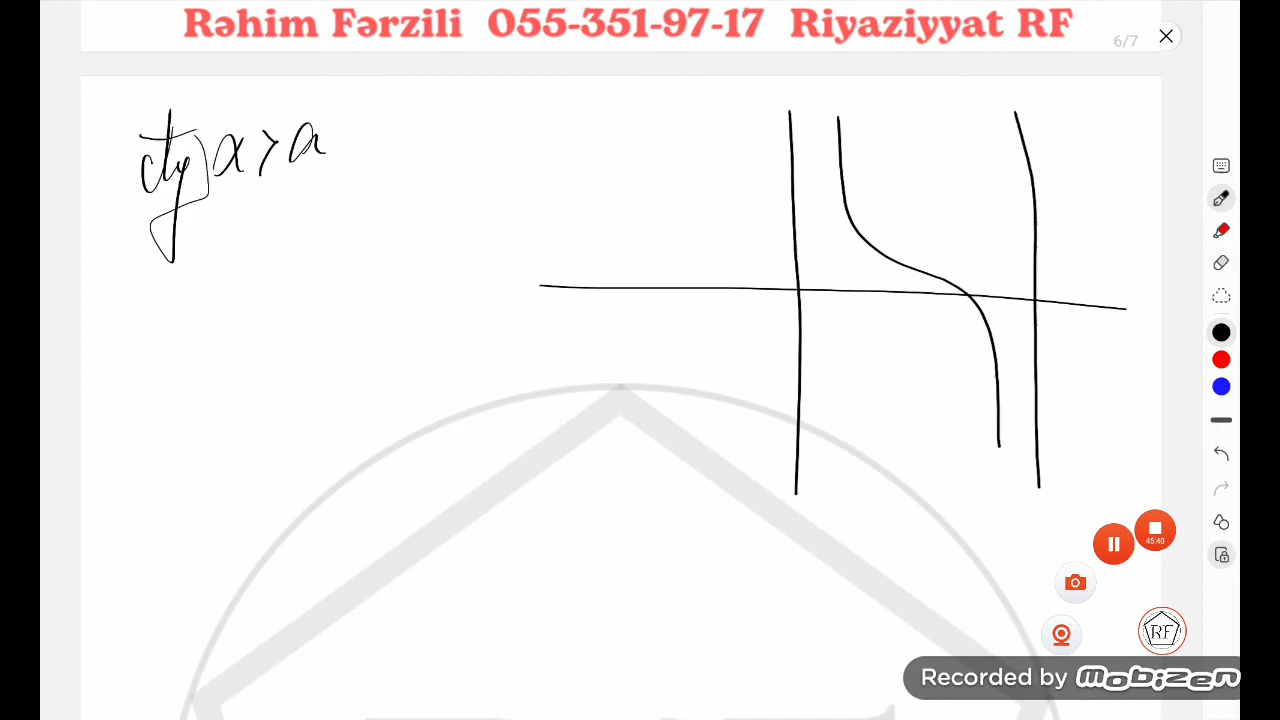 Rəhim Fərzili 055-351-97-17 Riyaziyyat RF
6/7
ctg x > a
45:40
RF
Recorded by mobizen